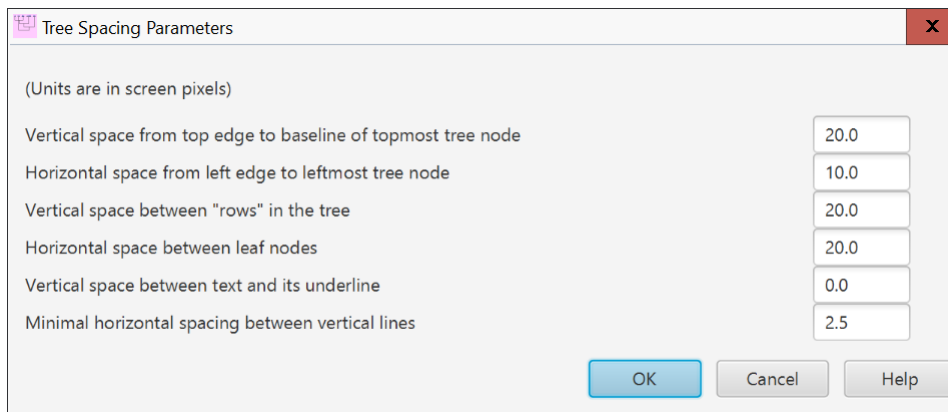 Tree Spacing Parameters
x
(Units are in screen pixels)
Vertical space from top edge to baseline of topmost tree node 20.0
Horizontal space from left edge to leftmost tree node 10.0
Vertical space between "rows" in the tree 20.0
Horizontal space between leaf nodes 20.0
Vertical space between text and its underline 0.0
Minimal horizontal spacing between vertical lines 2.5
OK Cancel Help